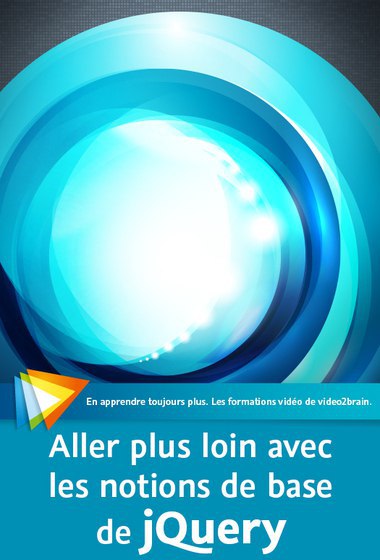 En apprendre toujours plus. Les formations vidéo de video2brain.
Aller plus loin avec
les notions de base
de jQuery